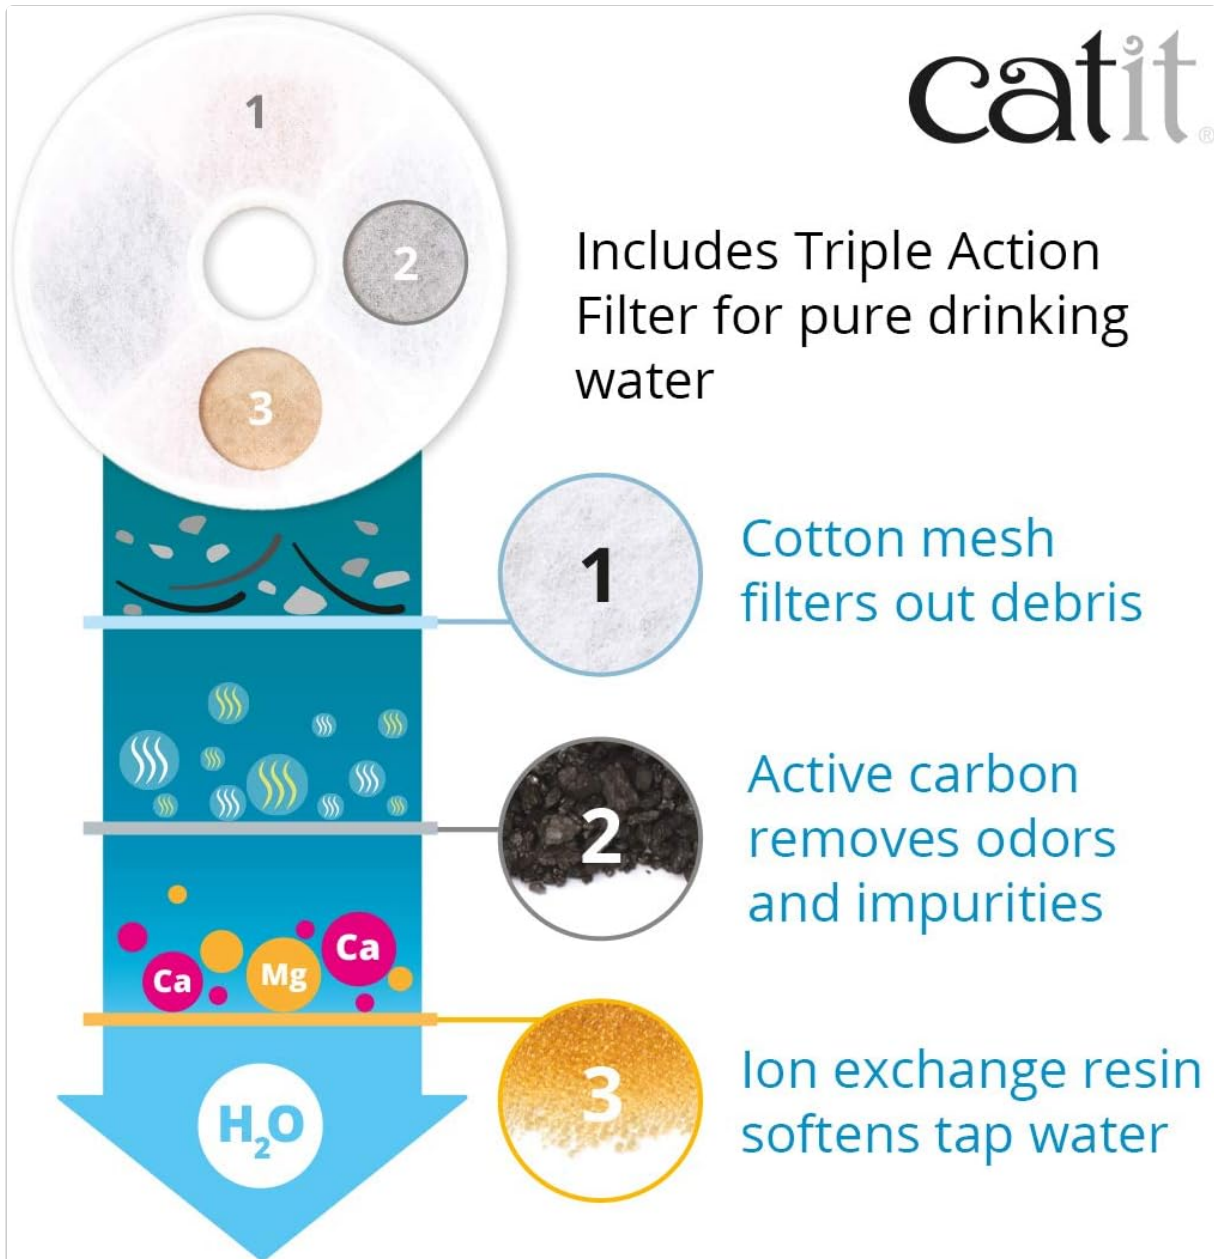 catit®
1
2
3
Includes Triple Action
Filter for pure drinking
water
1
Cotton mesh
filters out debris
2
Active carbon
removes odors
and impurities
Ca
Mg
Ca
3
Ion exchange resin
softens tap water
H₂O